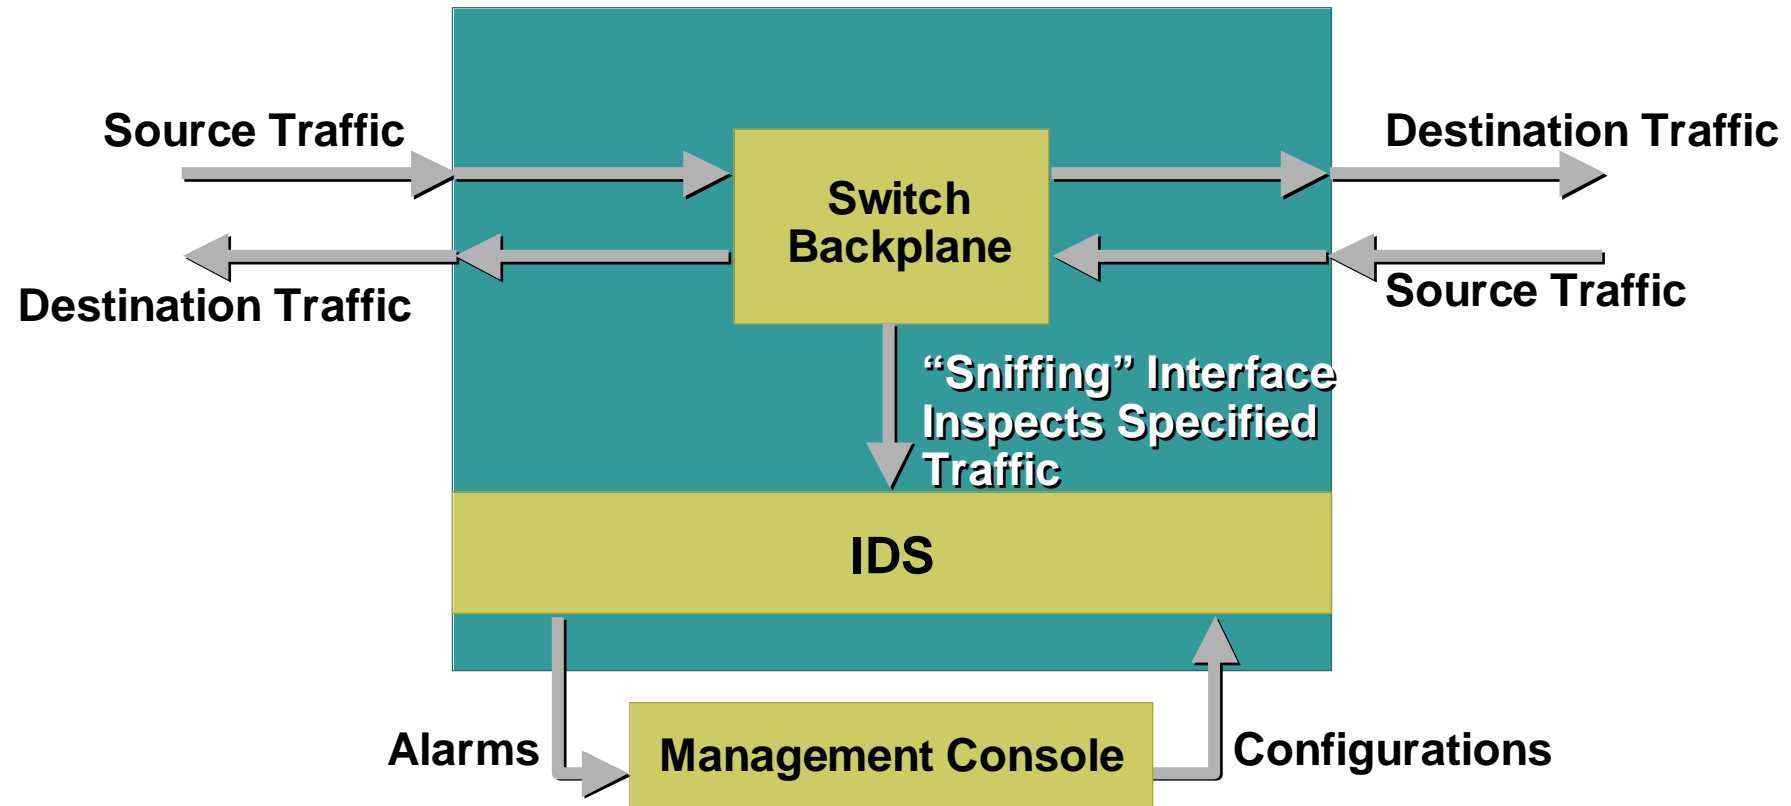 Source Traffic
Destination Traffic
Switch
Backplane
Destination Traffic
Source Traffic
“Sniffing” Interface
Inspects Specified
Traffic
IDS
Alarms
Management Console
Configurations